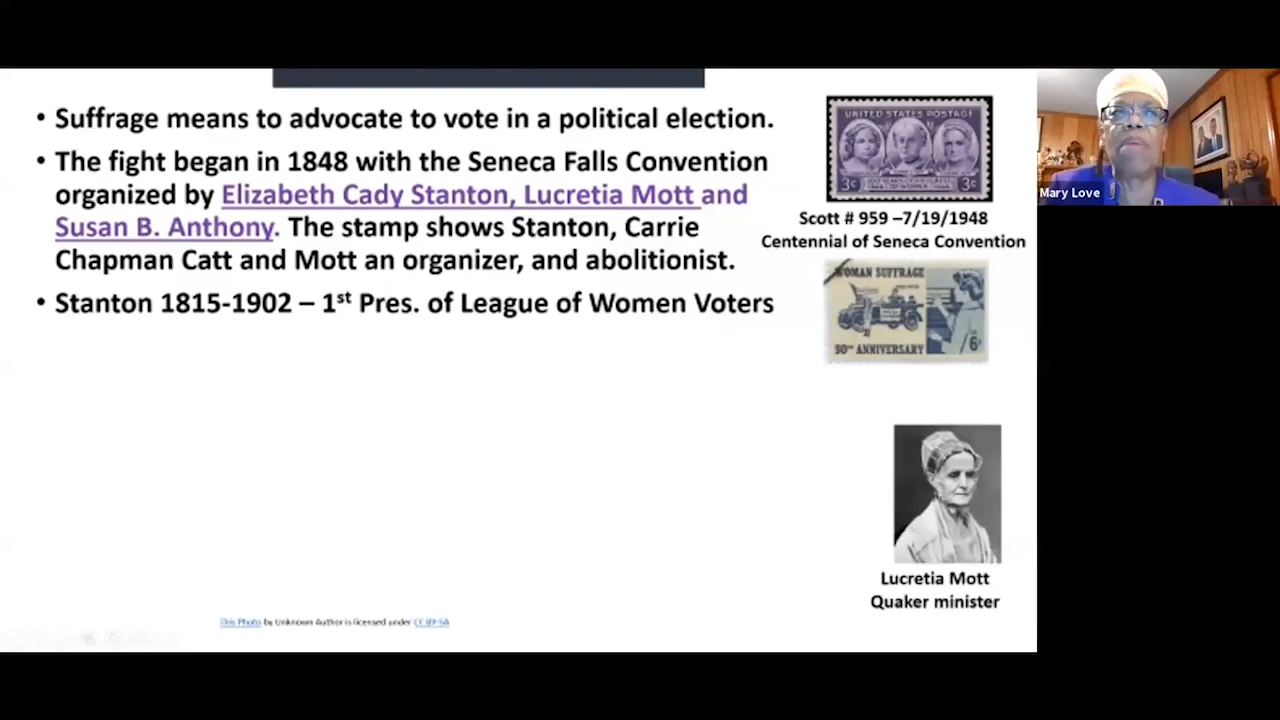 • Suffrage means to advocate to vote in a political election.
• The fight began in 1848 with the Seneca Falls Convention
organized by Elizabeth Cady Stanton, Lucretia Mott and
Susan B. Anthony. The stamp shows Stanton, Carrie
Chapman Catt and Mott an organizer, and abolitionist.
• Stanton 1815-1902 – 1st Pres. of League of Women Voters
UNITED STATES POSTAGE
3¢ 3¢
Scott # 959 –7/19/1948
Centennial of Seneca Convention
WOMAN SUFFRAGE
50TH ANNIVERSARY
6¢
Lucretia Mott
Quaker minister
This Photo by Unknown Author is licensed under CC BY-SA
Mary Love